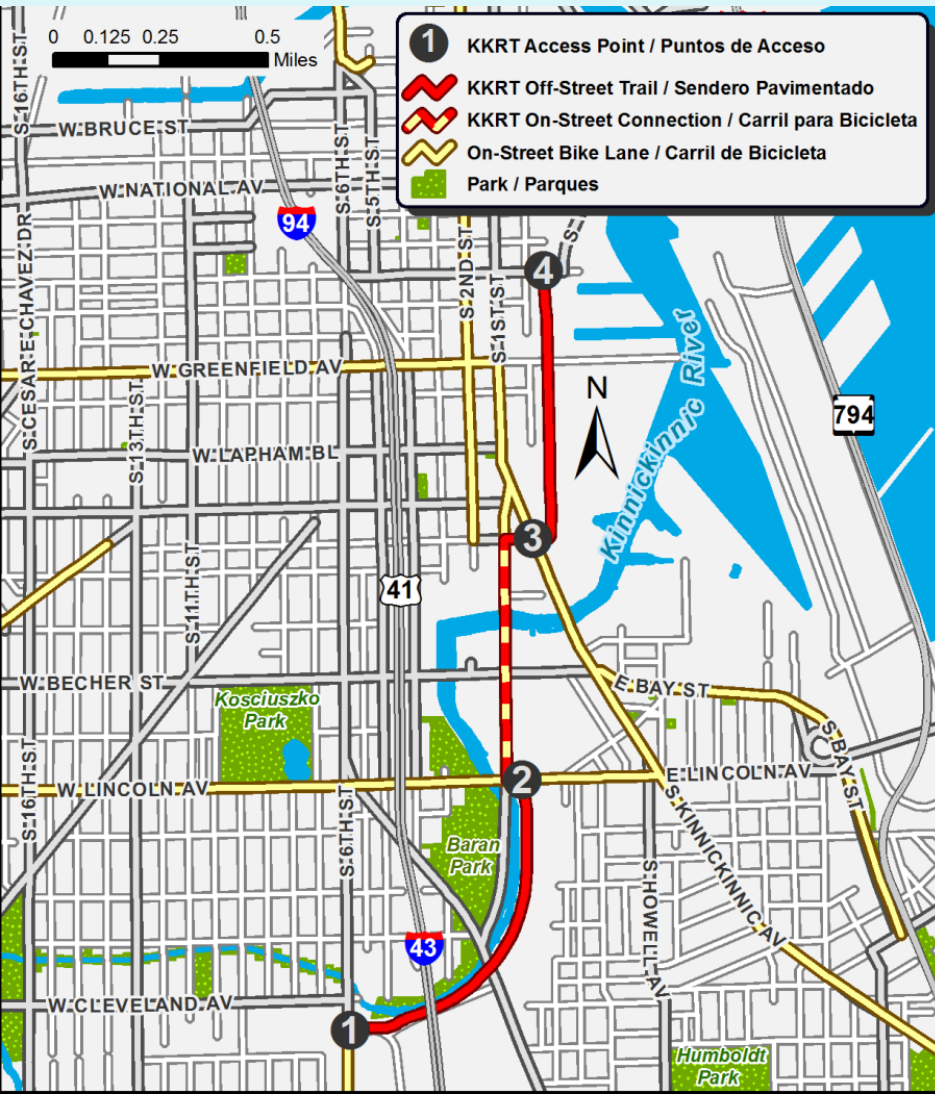 0 0.125 0.25 0.5
Miles
1 KKRT Access Point / Puntos de Acceso
KKRT Off-Street Trail / Sendero Pavimentado
KKRT On-Street Connection / Carril para Bicicleta
On-Street Bike Lane / Carril de Bicicleta
Park / Parques
S 16TH ST
W BRUCE ST
S 6TH ST
S 5TH ST
W NATIONAL AV
94
S
4
S 2ND ST
S 1ST ST
S CESAR E CHAVEZ DR
W GREENFIELD AV
Kinnickinnic River
N
794
S 13TH ST
W LAPHAM BL
3
S 11TH ST
41
W BECHER ST
Kosciuszko
Park
E BAY ST
S BAY ST
2
W LINCOLN AV
E LINCOLN AV
S 16TH ST
S 6TH ST
Baran
Park
S KINNICKINNIC AV
S HOWELL AV
43
W CLEVELAND AV
1
Humboldt
Park